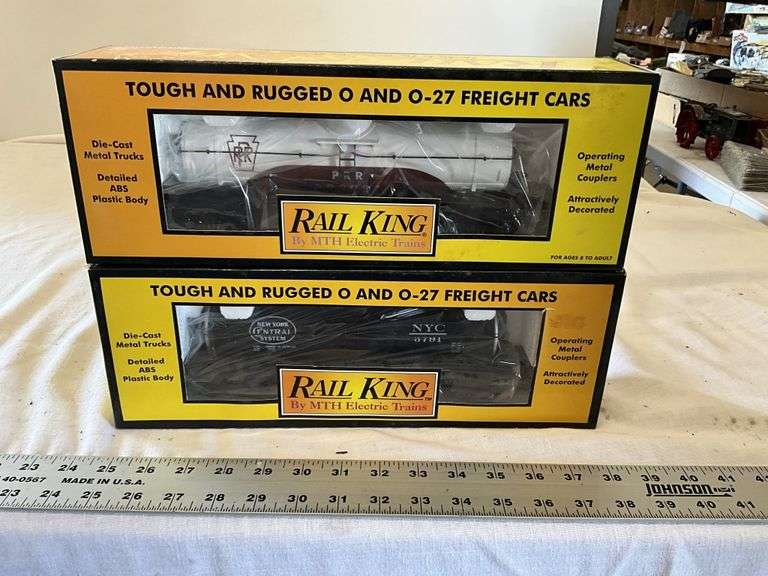 TOUGH AND RUGGED O AND O-27 FREIGHT CARS
Die-Cast
Metal Trucks
Detailed
ABS
Plastic Body
PRR
PRR
Operating
Metal
Couplers
Attractively
Decorated
RAIL KING®
By MTH Electric Trains
FOR AGES 8 TO ADULT
TOUGH AND RUGGED O AND O-27 FREIGHT CARS
Die-Cast
Metal Trucks
Detailed
ABS
Plastic Body
NEW YORK
CENTRAL
SYSTEM
NYC
5791
Operating
Metal
Couplers
Attractively
Decorated
RAIL KING™
By MTH Electric Trains
23 24 25 26 27 28 29 30 31 32 33 34 35 36 37 38 39 40 41
40-0567 MADE IN U.S.A.
JOHNSON
23 24 25 26 27 28 29 30 31 32 33 34 35 36 37 38 39 40 41